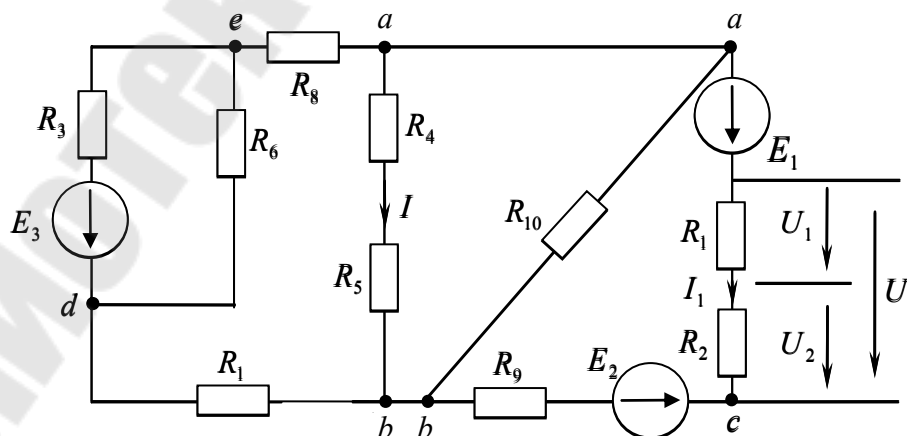 e a a
R8
R3 R6 R4 E1
E3 I R10 R1 U1
d R5 I1 U
R1 R9 E2 R2 U2
b b c